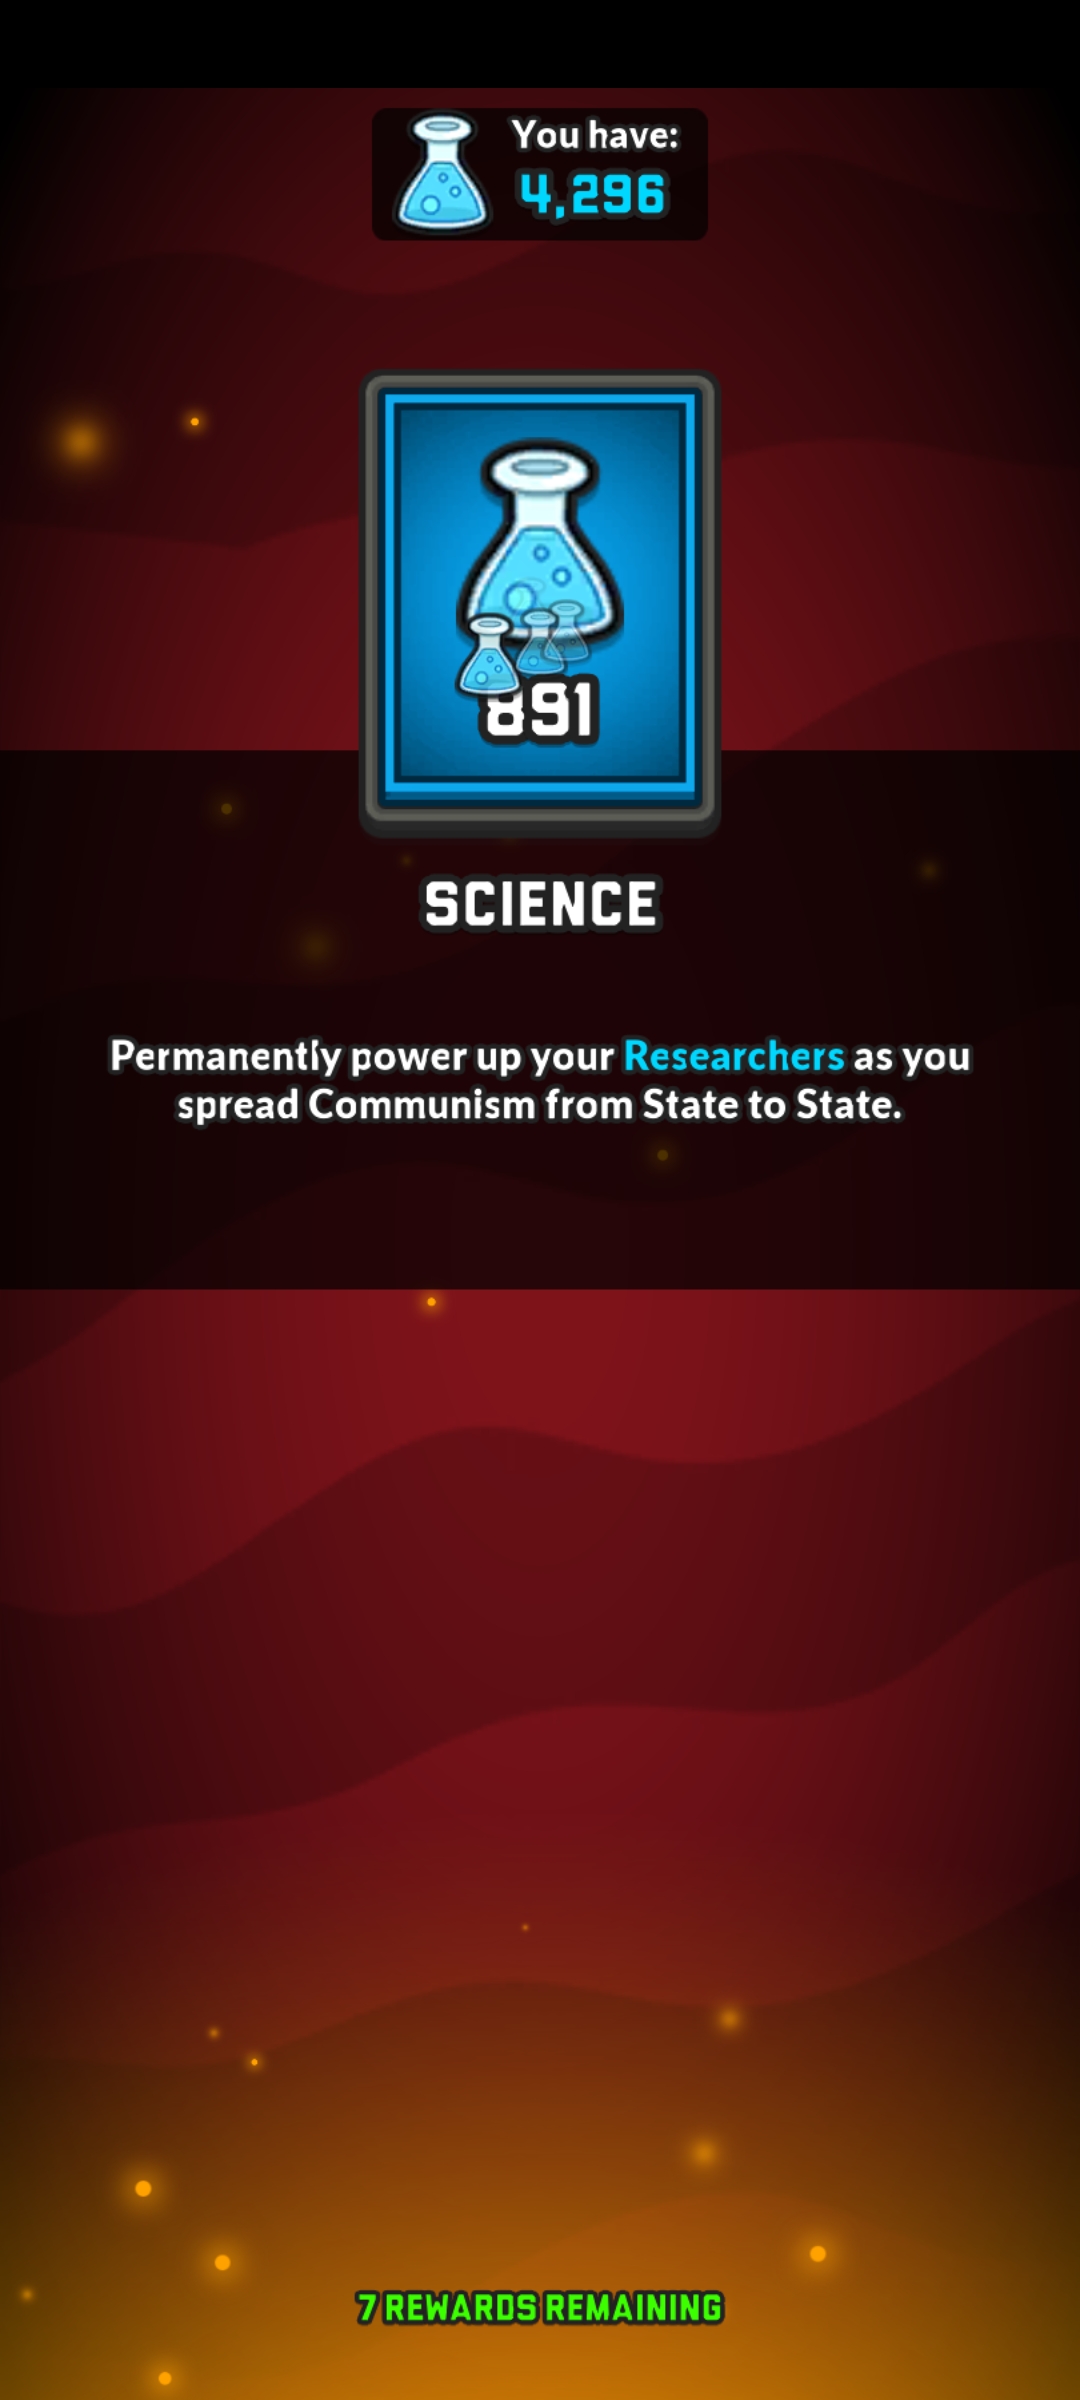 You have:
4,296
891
SCIENCE
Permanently power up your Researchers as you
spread Communism from State to State.
7 REWARDS REMAINING